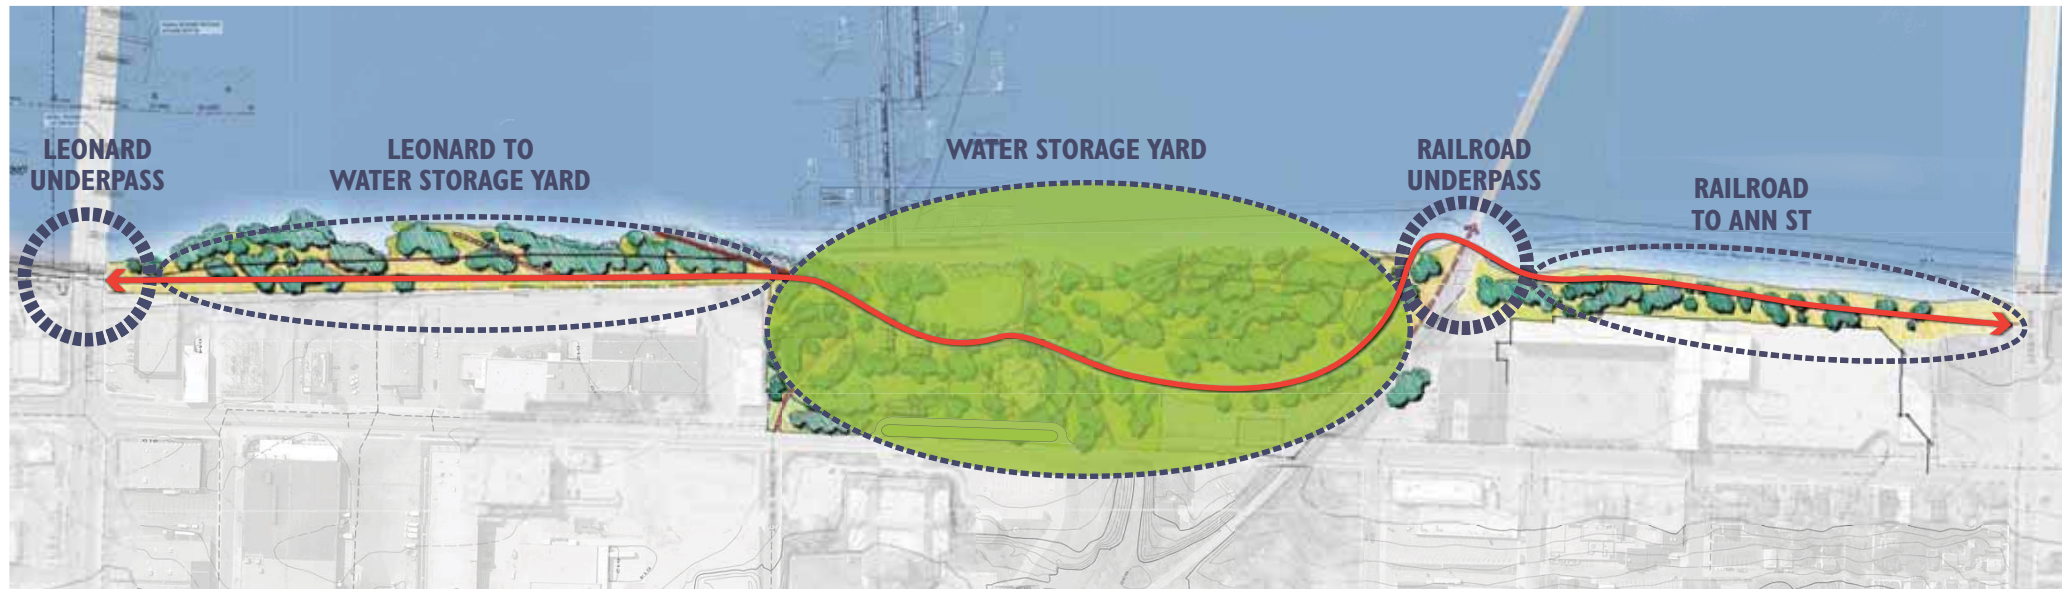 LEONARD
UNDERPASS
LEONARD TO
WATER STORAGE YARD
WATER STORAGE YARD
RAILROAD
UNDERPASS
RAILROAD
TO ANN ST